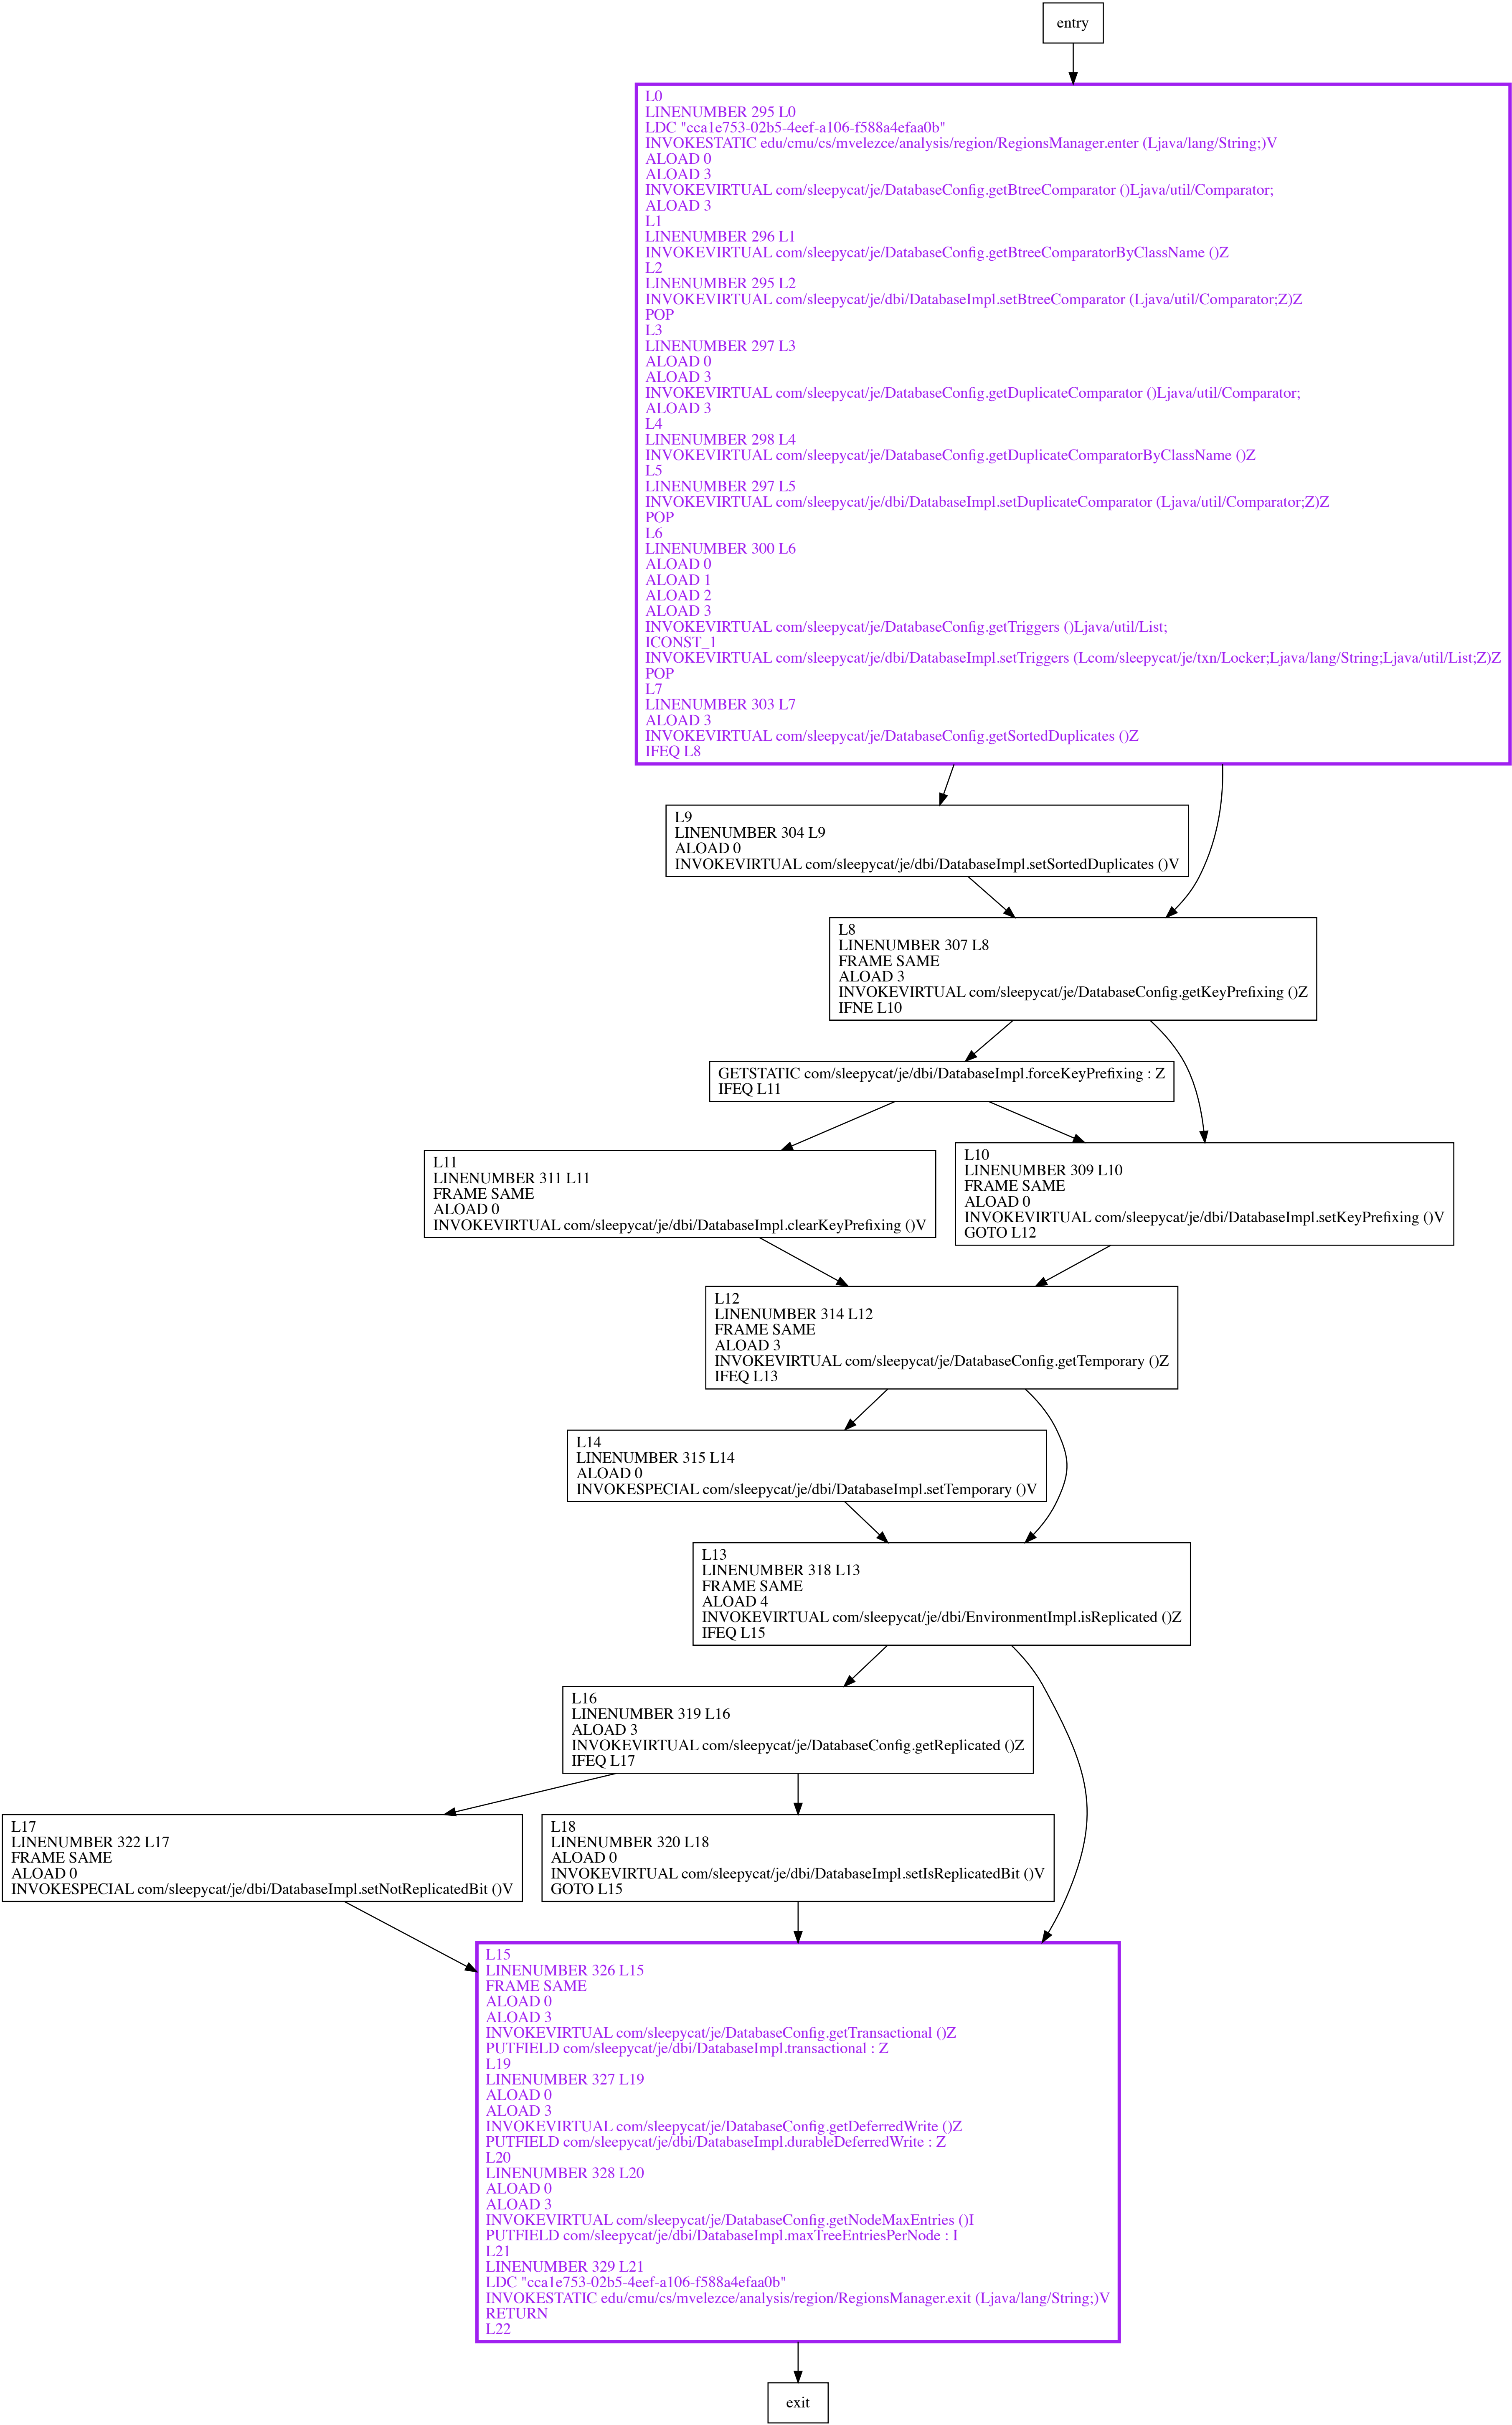 entry
L0
LINENUMBER 295 L0
LDC "cca1e753-02b5-4eef-a106-f588a4efaa0b"
INVOKESTATIC edu/cmu/cs/mvelezce/analysis/region/RegionsManager.enter (Ljava/lang/String;)V
ALOAD 0
ALOAD 3
INVOKEVIRTUAL com/sleepycat/je/DatabaseConfig.getBtreeComparator ()Ljava/util/Comparator;
ALOAD 3
L1
LINENUMBER 296 L1
INVOKEVIRTUAL com/sleepycat/je/DatabaseConfig.getBtreeComparatorByClassName ()Z
L2
LINENUMBER 295 L2
INVOKEVIRTUAL com/sleepycat/je/dbi/DatabaseImpl.setBtreeComparator (Ljava/util/Comparator;Z)Z
POP
L3
LINENUMBER 297 L3
ALOAD 0
ALOAD 3
INVOKEVIRTUAL com/sleepycat/je/DatabaseConfig.getDuplicateComparator ()Ljava/util/Comparator;
ALOAD 3
L4
LINENUMBER 298 L4
INVOKEVIRTUAL com/sleepycat/je/DatabaseConfig.getDuplicateComparatorByClassName ()Z
L5
LINENUMBER 297 L5
INVOKEVIRTUAL com/sleepycat/je/dbi/DatabaseImpl.setDuplicateComparator (Ljava/util/Comparator;Z)Z
POP
L6
LINENUMBER 300 L6
ALOAD 0
ALOAD 1
ALOAD 2
ALOAD 3
INVOKEVIRTUAL com/sleepycat/je/DatabaseConfig.getTriggers ()Ljava/util/List;
ICONST_1
INVOKEVIRTUAL com/sleepycat/je/dbi/DatabaseImpl.setTriggers (Lcom/sleepycat/je/txn/Locker;Ljava/lang/String;Ljava/util/List;Z)Z
POP
L7
LINENUMBER 303 L7
ALOAD 3
INVOKEVIRTUAL com/sleepycat/je/DatabaseConfig.getSortedDuplicates ()Z
IFEQ L8
L9
LINENUMBER 304 L9
ALOAD 0
INVOKEVIRTUAL com/sleepycat/je/dbi/DatabaseImpl.setSortedDuplicates ()V
L8
LINENUMBER 307 L8
FRAME SAME
ALOAD 3
INVOKEVIRTUAL com/sleepycat/je/DatabaseConfig.getKeyPrefixing ()Z
IFNE L10
GETSTATIC com/sleepycat/je/dbi/DatabaseImpl.forceKeyPrefixing : Z
IFEQ L11
L11
LINENUMBER 311 L11
FRAME SAME
ALOAD 0
INVOKEVIRTUAL com/sleepycat/je/dbi/DatabaseImpl.clearKeyPrefixing ()V
L10
LINENUMBER 309 L10
FRAME SAME
ALOAD 0
INVOKEVIRTUAL com/sleepycat/je/dbi/DatabaseImpl.setKeyPrefixing ()V
GOTO L12
L12
LINENUMBER 314 L12
FRAME SAME
ALOAD 3
INVOKEVIRTUAL com/sleepycat/je/DatabaseConfig.getTemporary ()Z
IFEQ L13
L14
LINENUMBER 315 L14
ALOAD 0
INVOKESPECIAL com/sleepycat/je/dbi/DatabaseImpl.setTemporary ()V
L13
LINENUMBER 318 L13
FRAME SAME
ALOAD 4
INVOKEVIRTUAL com/sleepycat/je/dbi/EnvironmentImpl.isReplicated ()Z
IFEQ L15
L16
LINENUMBER 319 L16
ALOAD 3
INVOKEVIRTUAL com/sleepycat/je/DatabaseConfig.getReplicated ()Z
IFEQ L17
L17
LINENUMBER 322 L17
FRAME SAME
ALOAD 0
INVOKESPECIAL com/sleepycat/je/dbi/DatabaseImpl.setNotReplicatedBit ()V
L18
LINENUMBER 320 L18
ALOAD 0
INVOKEVIRTUAL com/sleepycat/je/dbi/DatabaseImpl.setIsReplicatedBit ()V
GOTO L15
L15
LINENUMBER 326 L15
FRAME SAME
ALOAD 0
ALOAD 3
INVOKEVIRTUAL com/sleepycat/je/DatabaseConfig.getTransactional ()Z
PUTFIELD com/sleepycat/je/dbi/DatabaseImpl.transactional : Z
L19
LINENUMBER 327 L19
ALOAD 0
ALOAD 3
INVOKEVIRTUAL com/sleepycat/je/DatabaseConfig.getDeferredWrite ()Z
PUTFIELD com/sleepycat/je/dbi/DatabaseImpl.durableDeferredWrite : Z
L20
LINENUMBER 328 L20
ALOAD 0
ALOAD 3
INVOKEVIRTUAL com/sleepycat/je/DatabaseConfig.getNodeMaxEntries ()I
PUTFIELD com/sleepycat/je/dbi/DatabaseImpl.maxTreeEntriesPerNode : I
L21
LINENUMBER 329 L21
LDC "cca1e753-02b5-4eef-a106-f588a4efaa0b"
INVOKESTATIC edu/cmu/cs/mvelezce/analysis/region/RegionsManager.exit (Ljava/lang/String;)V
RETURN
L22
exit